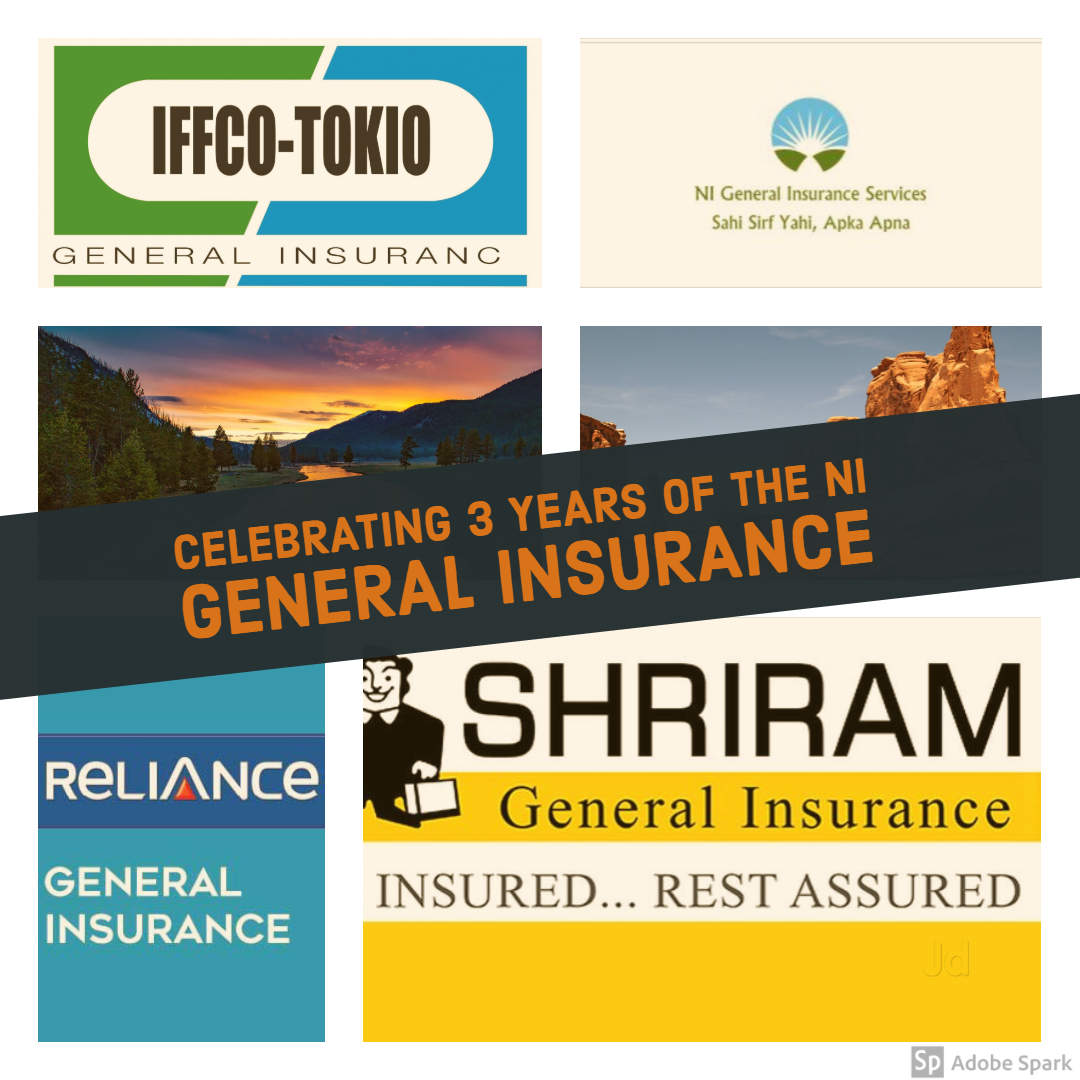 IFFCO-TOKIO
GENERAL INSURANC
NI General Insurance Services
Sahi Sirf Yahi, Apka Apna
CELEBRATING 3 YEARS OF THE NI
GENERAL INSURANCE
RELIANCe
GENERAL
INSURANCE
SHRIRAM
General Insurance
INSURED... REST ASSURED
Jd
Sp Adobe Spark